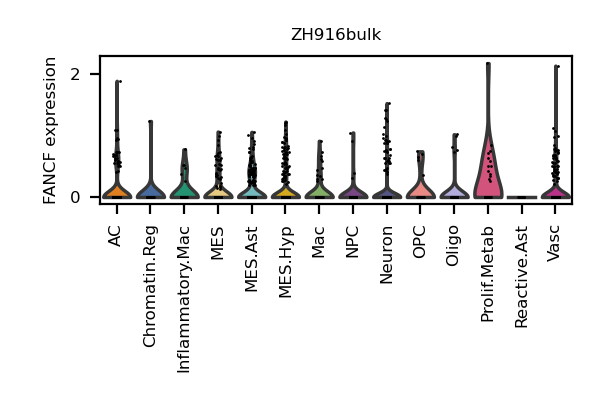 ZH916bulk
FANCF expression
2
0
AC
Chromatin.Reg
Inflammatory.Mac
MES
MES.Ast
MES.Hyp
Mac
NPC
Neuron
OPC
Oligo
Prolif.Metab
Reactive.Ast
Vasc